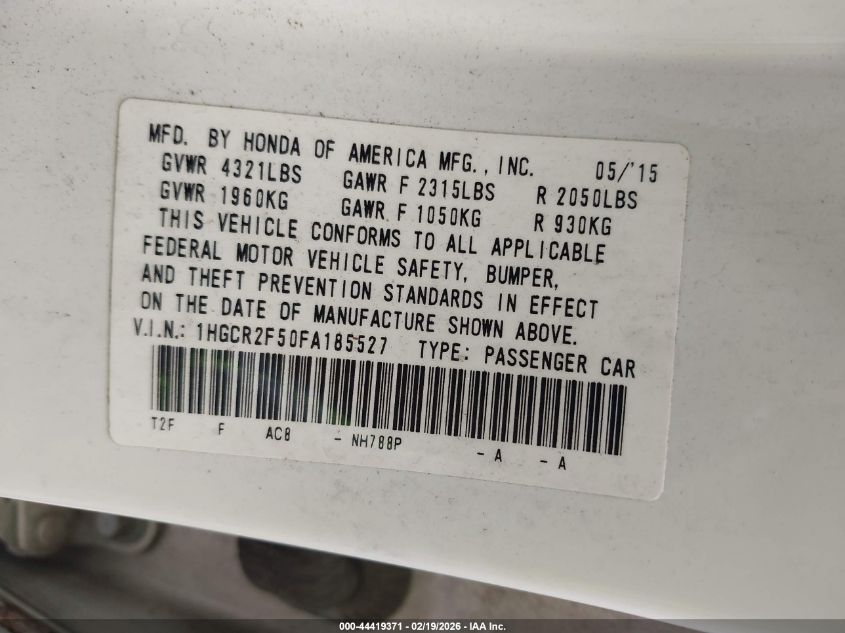 MFD. BY HONDA OF AMERICA MFG., INC. 05/'15
GVWR 4321LBS GAWR F 2315LBS R 2050LBS
GVWR 1960KG GAWR F 1050KG R 930KG
THIS VEHICLE CONFORMS TO ALL APPLICABLE
FEDERAL MOTOR VEHICLE SAFETY, BUMPER,
AND THEFT PREVENTION STANDARDS IN EFFECT
ON THE DATE OF MANUFACTURE SHOWN ABOVE.
V.I.N.: 1HGCR2F50FA185527 TYPE: PASSENGER CAR
T2F F AC8 - NH788P - A - A
000-44419371 | 02/19/2026 - IAA Inc.